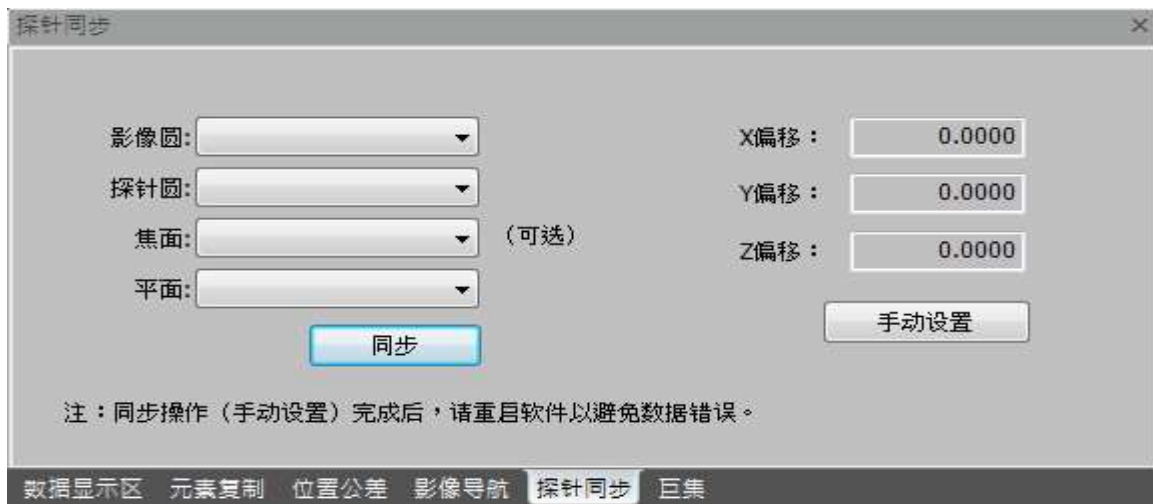 探针同步
影像圆:
X偏移：
0.0000
探针圆:
Y偏移：
0.0000
焦面:
（可选）
Z偏移：
0.0000
平面:
手动设置
同步
注：同步操作（手动设置）完成后，请重启软件以避免数据错误。
数据显示区 元素复制 位置公差 影像导航 探针同步 巨集